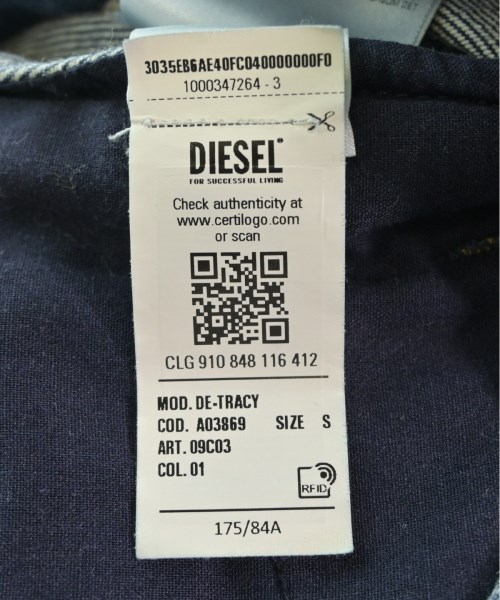 3035EB6AE40FC040000000F0
1000347264 - 3
DIESEL
FOR SUCCESSFUL LIVING
Check authenticity at
www.certilogo.com
or scan
CLG 910 848 116 412
MOD. DE-TRACY
COD. A03869 SIZE S
ART. 09C03
COL. 01
RFID
175/84A